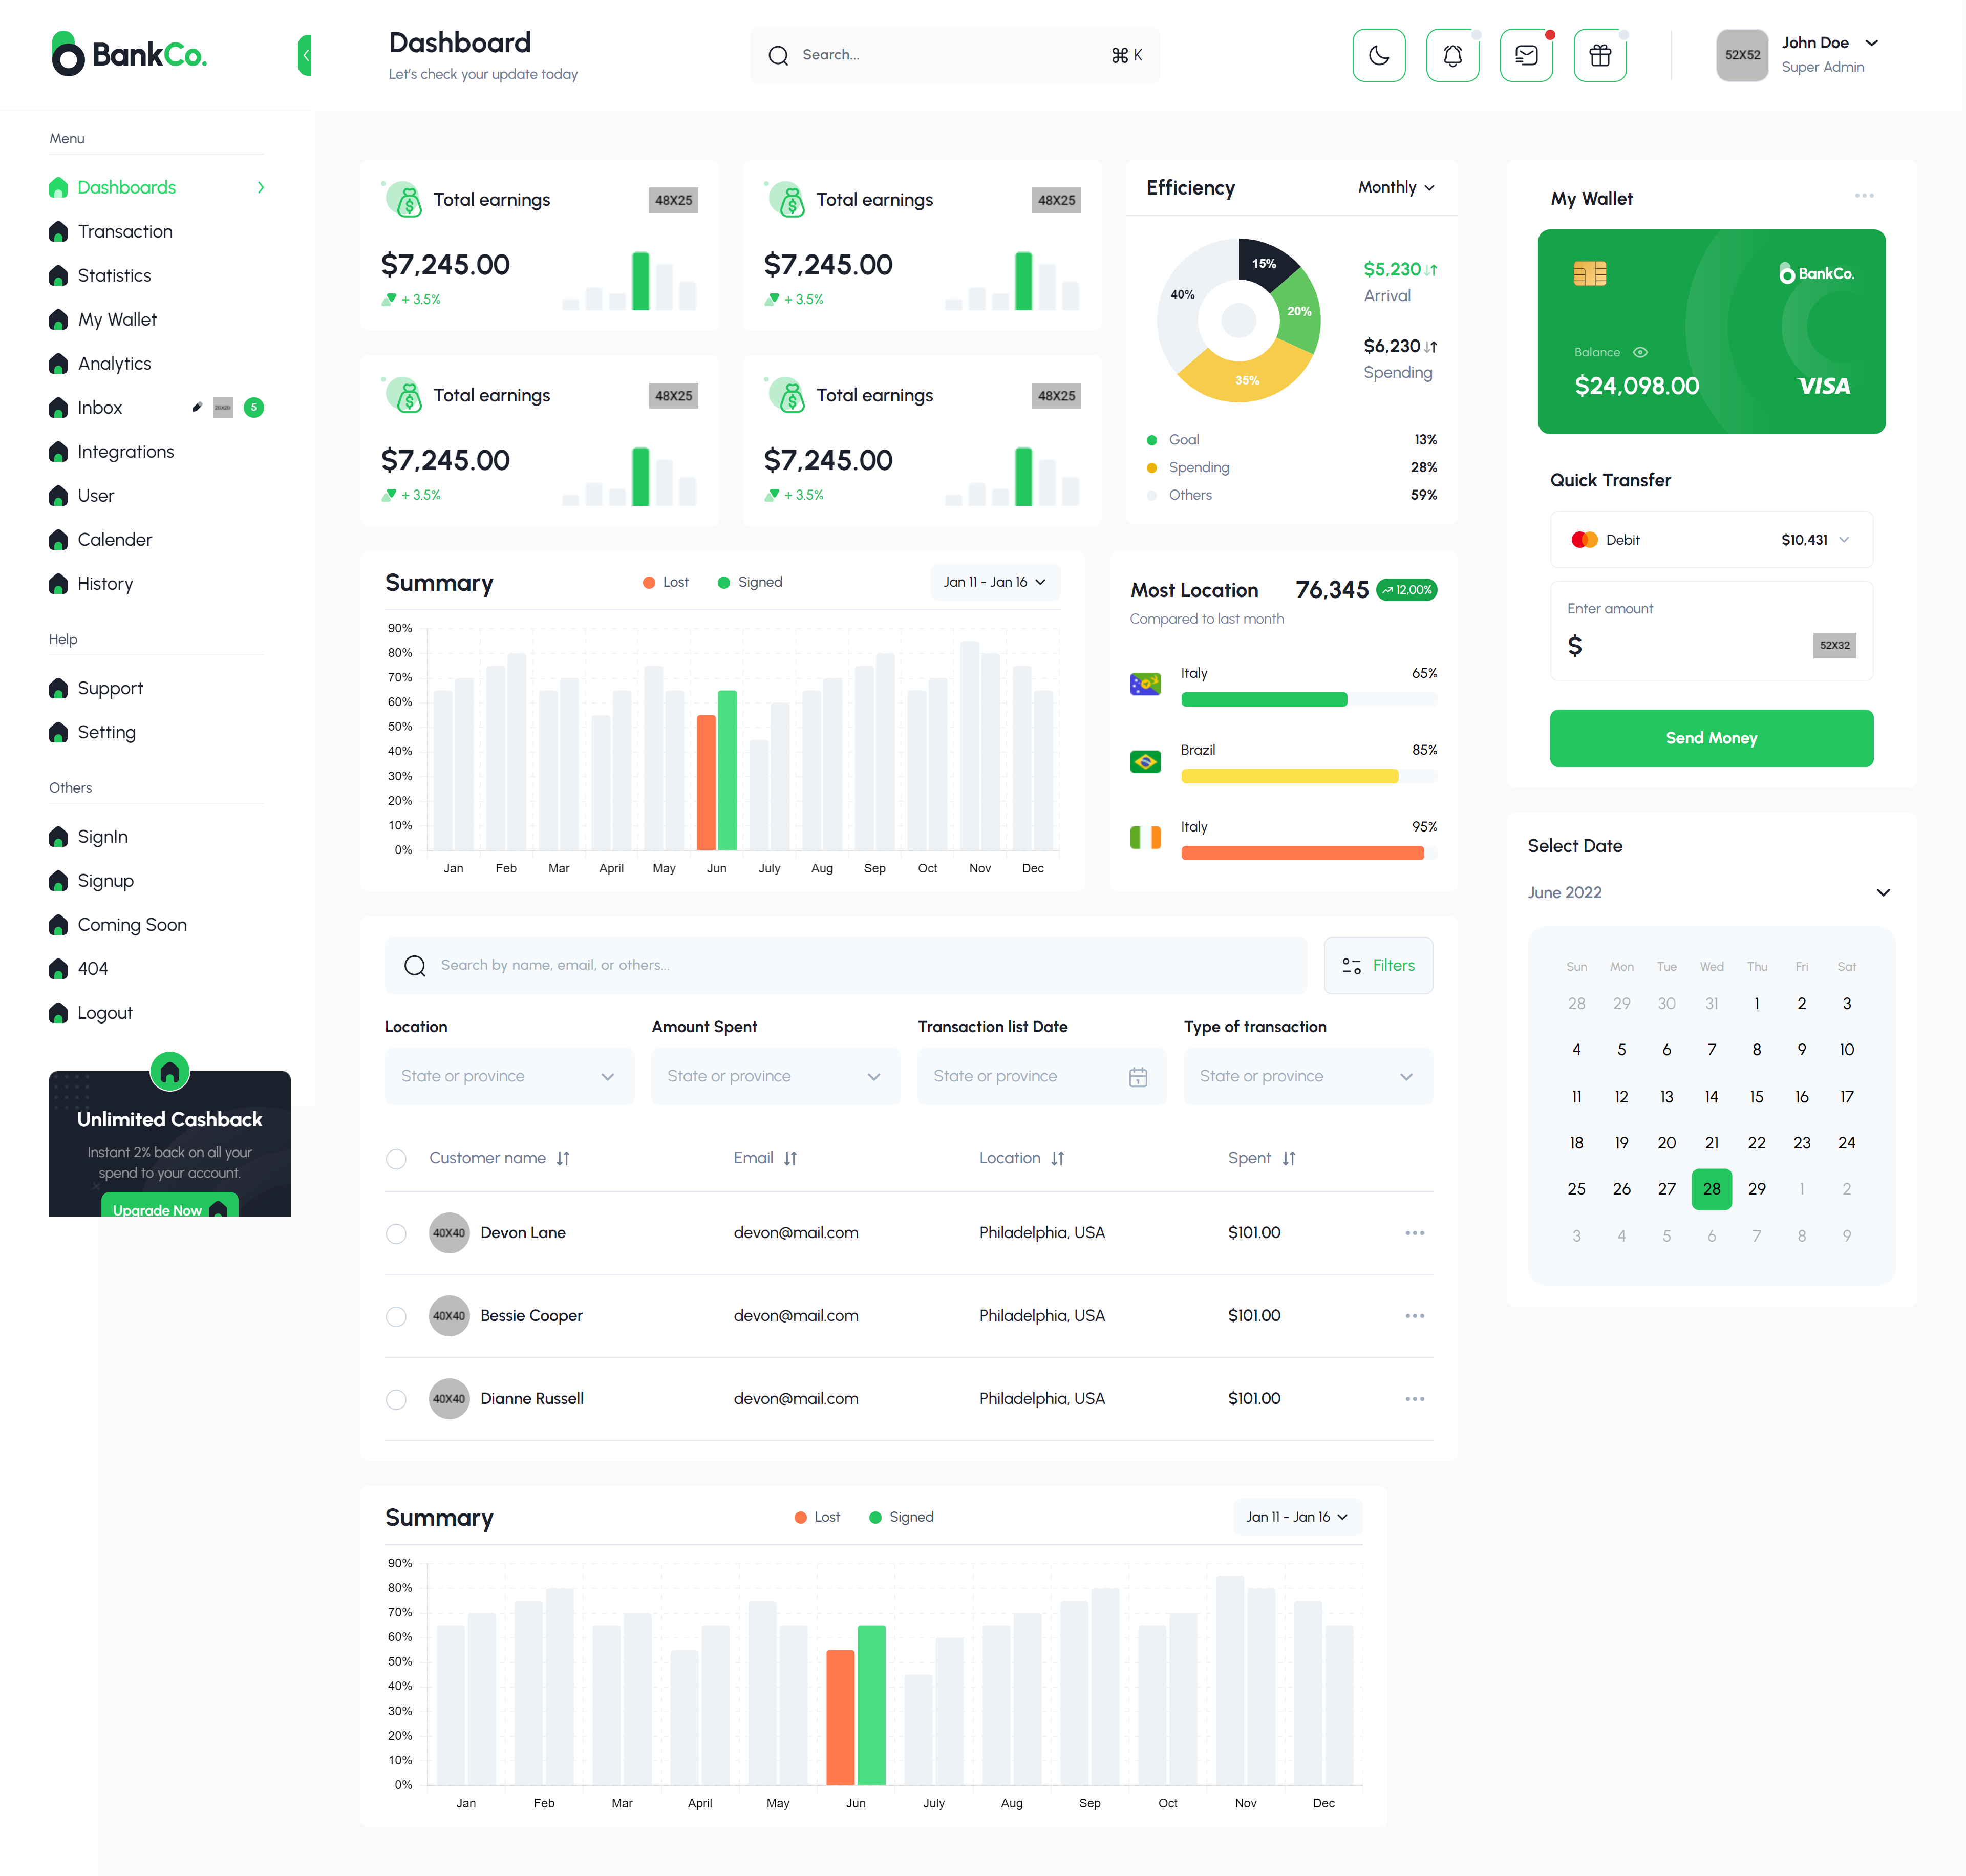 BankCo.
Dashboard
Let's check your update today
Search...
⌘ K
52X52
John Doe
Super Admin
Menu
Dashboards
Transaction
Statistics
My Wallet
Analytics
Inbox
5
Integrations
User
Calender
History
Help
Support
Setting
Others
SignIn
Signup
Coming Soon
404
Logout
Unlimited Cashback
Instant 2% back on all your
spend to your account.
Upgrade Now
Total earnings
48X25
$7,245.00
+ 3.5%
Total earnings
48X25
$7,245.00
+ 3.5%
Total earnings
48X25
$7,245.00
+ 3.5%
Total earnings
48X25
$7,245.00
+ 3.5%
Efficiency
Monthly
15%
20%
35%
40%
$5,230
Arrival
$6,230
Spending
Goal 13%
Spending 28%
Others 59%
My Wallet
BankCo.
Balance
$24,098.00
VISA
Quick Transfer
Debit
$10,431
Enter amount
$
52X32
Send Money
Summary
Lost
Signed
Jan 11 - Jan 16
90%
80%
70%
60%
50%
40%
30%
20%
10%
0%
Jan Feb Mar April May Jun July Aug Sep Oct Nov Dec
Most Location
76,345
12,00%
Compared to last month
Italy 65%
Brazil 85%
Italy 95%
Select Date
June 2022
Sun Mon Tue Wed Thu Fri Sat
28 29 30 31 1 2 3
4 5 6 7 8 9 10
11 12 13 14 15 16 17
18 19 20 21 22 23 24
25 26 27 28 29 1 2
3 4 5 6 7 8 9
Search by name, email, or others...
Filters
Location
State or province
Amount Spent
State or province
Transaction list Date
State or province
Type of transaction
State or province
Customer name Email Location Spent
40X40 Devon Lane devon@mail.com Philadelphia, USA $101.00
40X40 Bessie Cooper devon@mail.com Philadelphia, USA $101.00
40X40 Dianne Russell devon@mail.com Philadelphia, USA $101.00
Summary
Lost
Signed
Jan 11 - Jan 16
90%
80%
70%
60%
50%
40%
30%
20%
10%
0%
Jan Feb Mar April May Jun July Aug Sep Oct Nov Dec